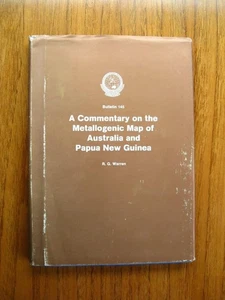 Bulletin 145
A Commentary on the
Metallogenic Map of
Australia and
Papua New Guinea
R. G. Warren